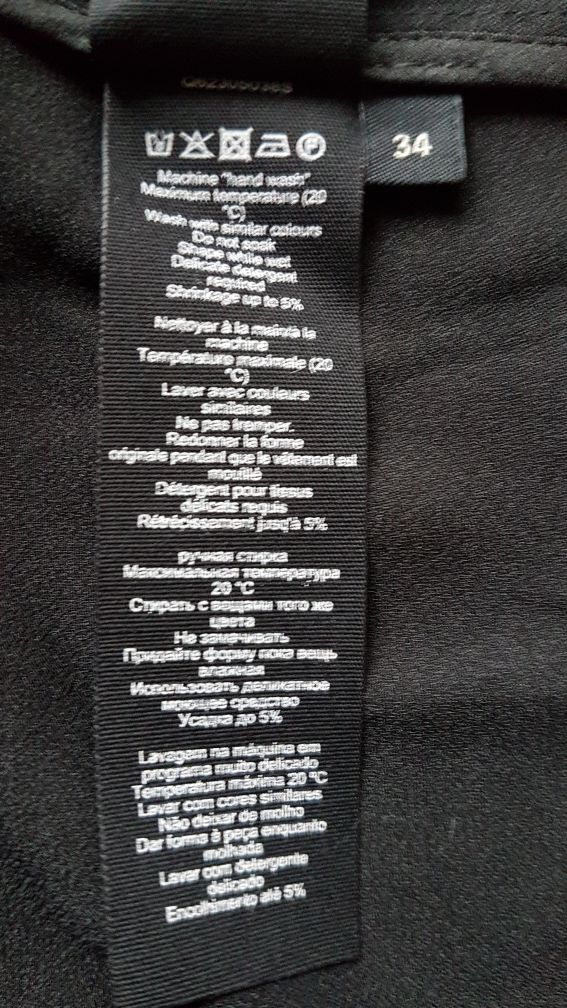 34
Machine "hand wash"
Maximum temperature (20
°C)
Wash with similar colours
Do not soak
Shape while wet
Delicate detergent
required
Shrinkage up to 5%
Nettoyer à la main/à la
machine
Température maximale (20
°C)
Laver avec couleurs
similaires
Ne pas tremper.
Redonner la forme
originale pendant que le vêtement est
mouillé
Détergent pour tissus
délicats requis
Rétrécissement jusqu'à 5%
ручная стирка
Максимальная температура
20 °C
Стирать с вещами того же
цвета
Не замачивать
Придайте форму пока вещь
влажная
Использовать деликатное
моющее средство
Усадка до 5%
Lavagem na máquina em
programa muito delicado
Temperatura máxima 20 °C
Lavar com cores similares
Não deixar de molho
Dar forma à peça enquanto
molhada
Lavar com detergente
delicado
Encolhimento até 5%